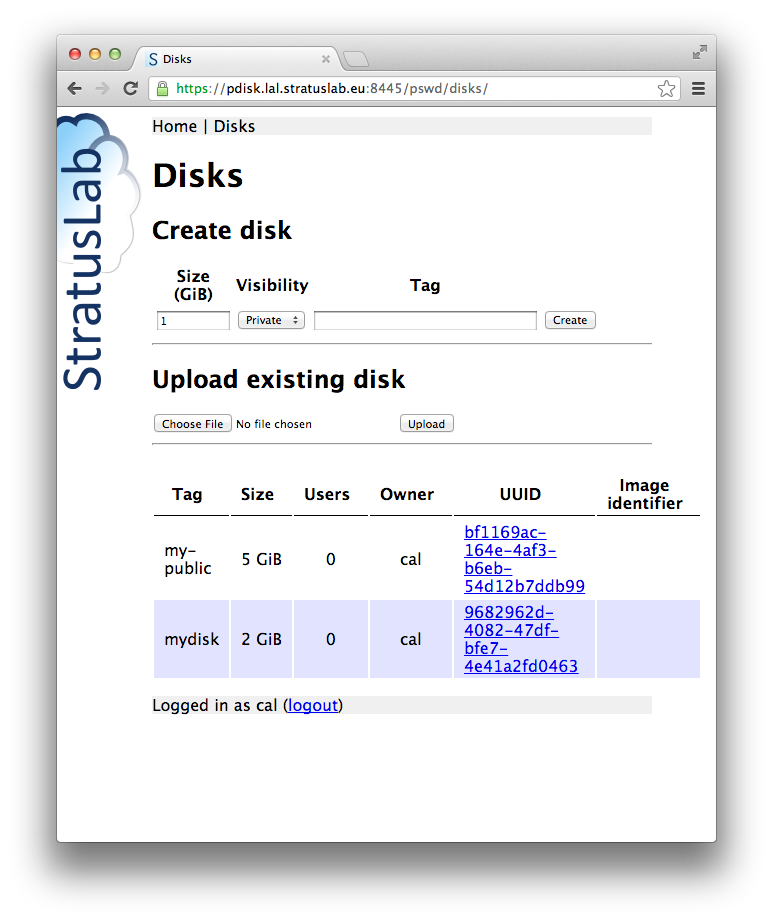 Disks
https://pdisk.lal.stratuslab.eu:8445/pswd/disks/
StratusLab
Home | Disks
Disks
Create disk
Size (GiB) Visibility Tag
1 Private Create
Upload existing disk
Choose File No file chosen Upload
Tag Size Users Owner UUID Image identifier
my-public 5 GiB 0 cal bf1169ac-164e-4af3-b6eb-54d12b7ddb99
mydisk 2 GiB 0 cal 9682962d-4082-47df-bfe7-4e41a2fd0463
Logged in as cal (logout)